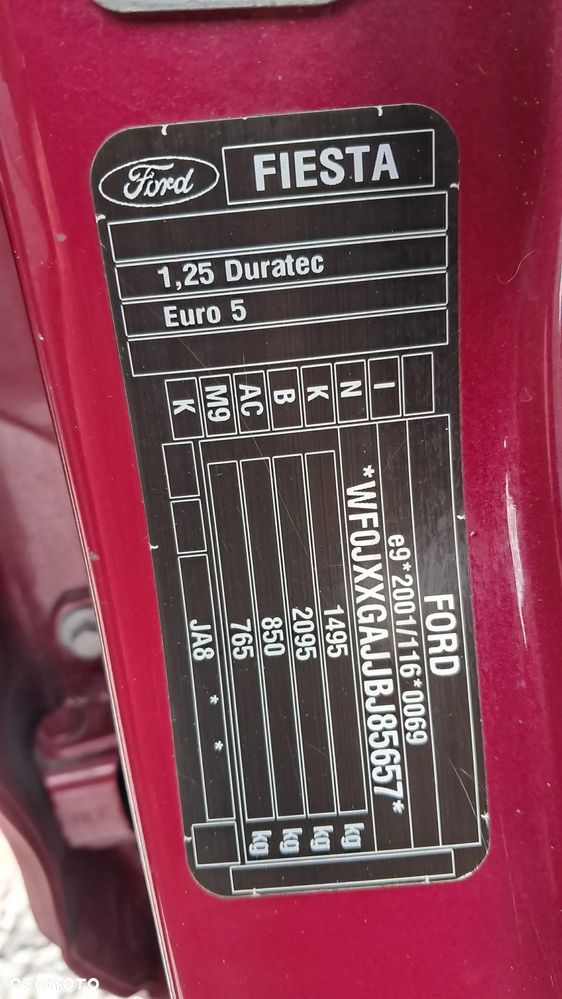 Ford
FIESTA
1,25 Duratec
Euro 5
K M9 AC B K N I
FORD
e9*2001/116*0069
*WF0JXXGAJJBJ85657*
1495 kg
2095 kg
850 kg
765 kg
JA8 * *
OTOMOTO